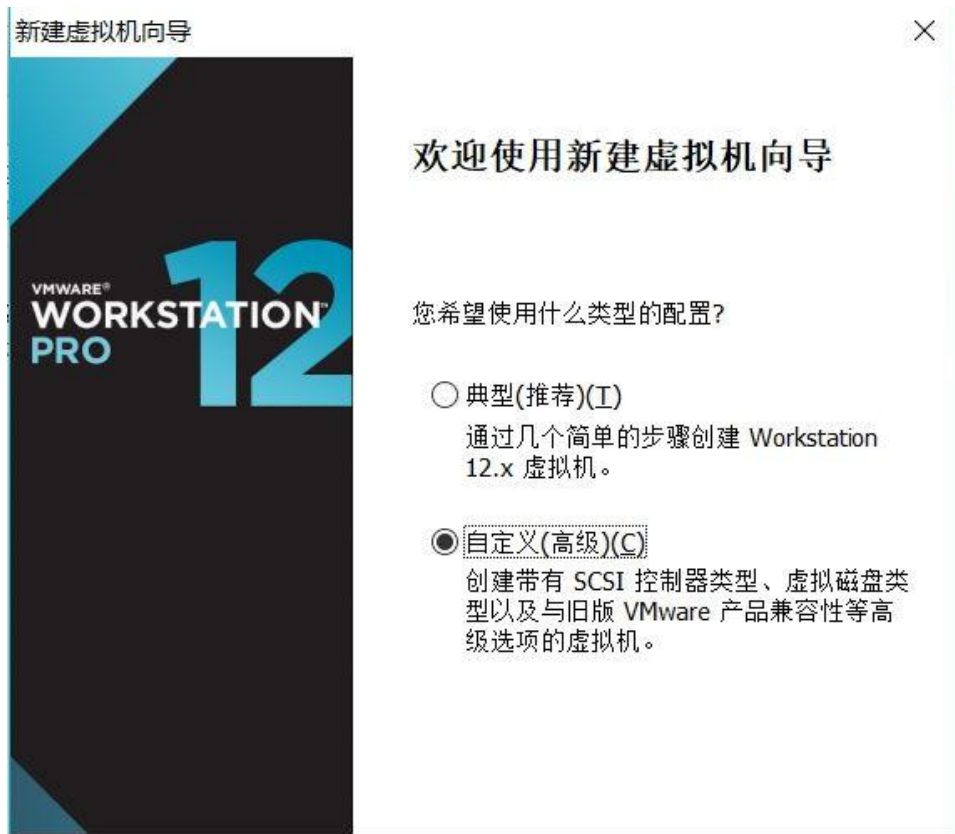 新建虚拟机向导
欢迎使用新建虚拟机向导
VMWARE®
WORKSTATION™
PRO
12
您希望使用什么类型的配置?
典型(推荐)(T)
通过几个简单的步骤创建 Workstation
12.x 虚拟机。
自定义(高级)(C)
创建带有 SCSI 控制器类型、虚拟磁盘类
型以及与旧版 VMware 产品兼容性等高
级选项的虚拟机。